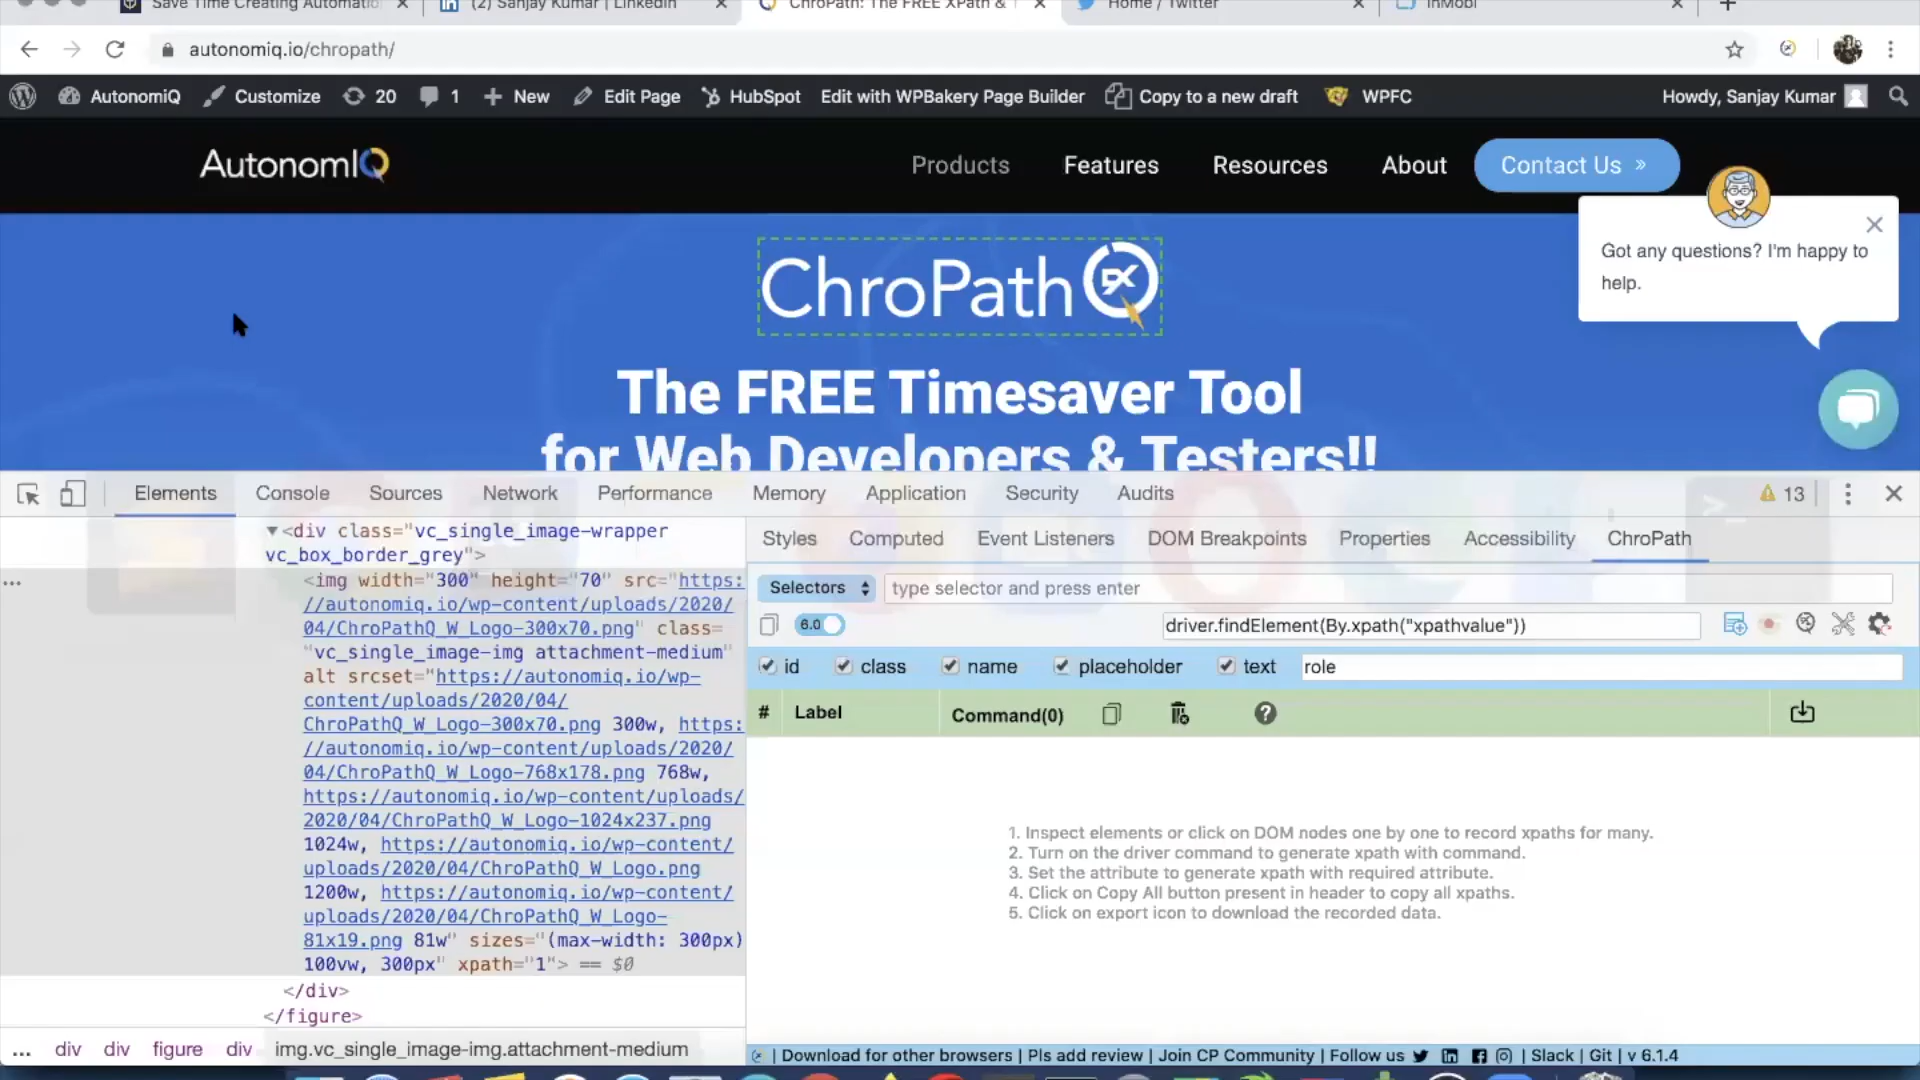 Save Time Creating Automatio
(2) Sanjay Kumar | LinkedIn
ChroPath: The FREE XPath &
Home / Twitter
InMobi
autonomiq.io/chropath/
AutonomiQ Customize 20 1 New Edit Page HubSpot Edit with WPBakery Page Builder Copy to a new draft WPFC Howdy, Sanjay Kumar
AutonomIQ
Products Features Resources About Contact Us »
Got any questions? I'm happy to
help.
ChroPath
The FREE Timesaver Tool
for Web Developers & Testers!!
Elements Console Sources Network Performance Memory Application Security Audits 13
▼<div class="vc_single_image-wrapper
vc_box_border_grey">
<img width="300" height="70" src="https:
//autonomiq.io/wp-content/uploads/2020/
04/ChroPathQ_W_Logo-300x70.png" class=
"vc_single_image-img attachment-medium"
alt srcset="https://autonomiq.io/wp-
content/uploads/2020/04/
ChroPathQ_W_Logo-300x70.png 300w, https:
//autonomiq.io/wp-content/uploads/2020/
04/ChroPathQ_W_Logo-768x178.png 768w,
https://autonomiq.io/wp-content/uploads/
2020/04/ChroPathQ_W_Logo-1024x237.png
1024w, https://autonomiq.io/wp-content/
uploads/2020/04/ChroPathQ_W_Logo.png
1200w, https://autonomiq.io/wp-content/
uploads/2020/04/ChroPathQ_W_Logo-
81x19.png 81w" sizes="(max-width: 300px)
100vw, 300px" xpath="1"> == $0
</div>
</figure>
... div div figure div img.vc_single_image-img.attachment-medium
Styles Computed Event Listeners DOM Breakpoints Properties Accessibility ChroPath
Selectors type selector and press enter
6.0 driver.findElement(By.xpath("xpathvalue"))
id class name placeholder text role
# Label Command(0)
1. Inspect elements or click on DOM nodes one by one to record xpaths for many.
2. Turn on the driver command to generate xpath with command.
3. Set the attribute to generate xpath with required attribute.
4. Click on Copy All button present in header to copy all xpaths.
5. Click on export icon to download the recorded data.
| Download for other browsers | Pls add review | Join CP Community | Follow us | Slack | Git | v 6.1.4